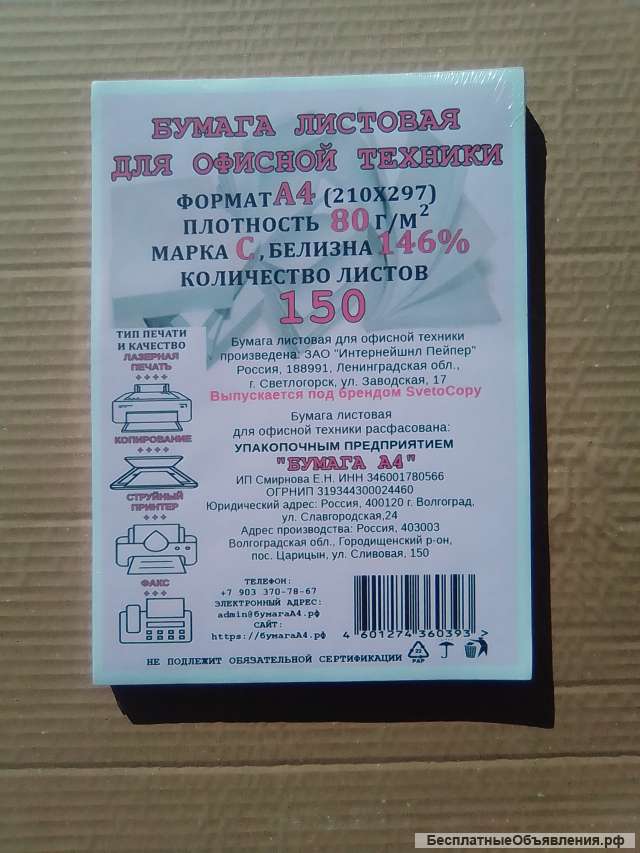 БУМАГА ЛИСТОВАЯ
ДЛЯ ОФИСНОЙ ТЕХНИКИ
ФОРМАТ А4 (210Х297)
ПЛОТНОСТЬ 80 Г/М²
МАРКА С, БЕЛИЗНА 146%
КОЛИЧЕСТВО ЛИСТОВ
150
ТИП ПЕЧАТИ
И КАЧЕСТВО
ЛАЗЕРНАЯ
ПЕЧАТЬ
КОПИРОВАНИЕ
СТРУЙНЫЙ
ПРИНТЕР
ФАКС
Бумага листовая для офисной техники
произведена: ЗАО "Интернейшнл Пейпер"
Россия, 188991, Ленинградская обл.,
г. Светлогорск, ул. Заводская, 17
Выпускается под брендом SvetoCopy
Бумага листовая
для офисной техники расфасована:
УПАКОПОЧНЫМ ПРЕДПРИЯТИЕМ
"БУМАГА А4"
ИП Смирнова Е.Н. ИНН 346001780566
ОГРНИП 319344300024460
Юридический адрес: Россия, 400120 г. Волгоград,
ул. Славгородская,24
Адрес производства: Россия, 403003
Волгоградская обл., Городищенский р-он,
пос. Царицын, ул. Сливовая, 150
ТЕЛЕФОН:
+7 903 370-78-67
ЭЛЕКТРОННЫЙ АДРЕС:
admin@бумагаА4.рф
САЙТ:
https://бумагаА4.рф
4 601274 360393 >
НЕ ПОДЛЕЖИТ ОБЯЗАТЕЛЬНОЙ СЕРТИФИКАЦИИ
22
PAP
БесплатныеОбъявления.рф